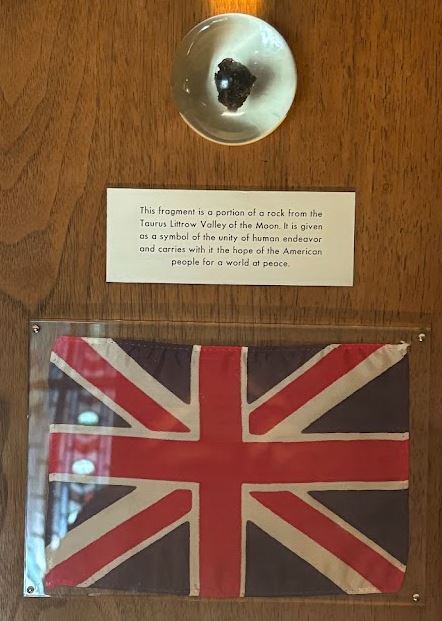 This fragment is a portion of a rock from the
Taurus Littrow Valley of the Moon. It is given
as a symbol of the unity of human endeavor
and carries with it the hope of the American
people for a world at peace.